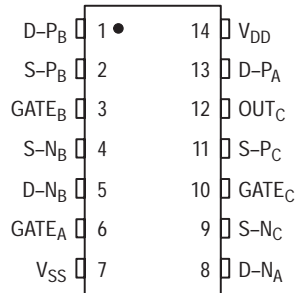 D–P_B 1 14 V_DD
S–P_B 2 13 D–P_A
GATE_B 3 12 OUT_C
S–N_B 4 11 S–P_C
D–N_B 5 10 GATE_C
GATE_A 6 9 S–N_C
V_SS 7 8 D–N_A